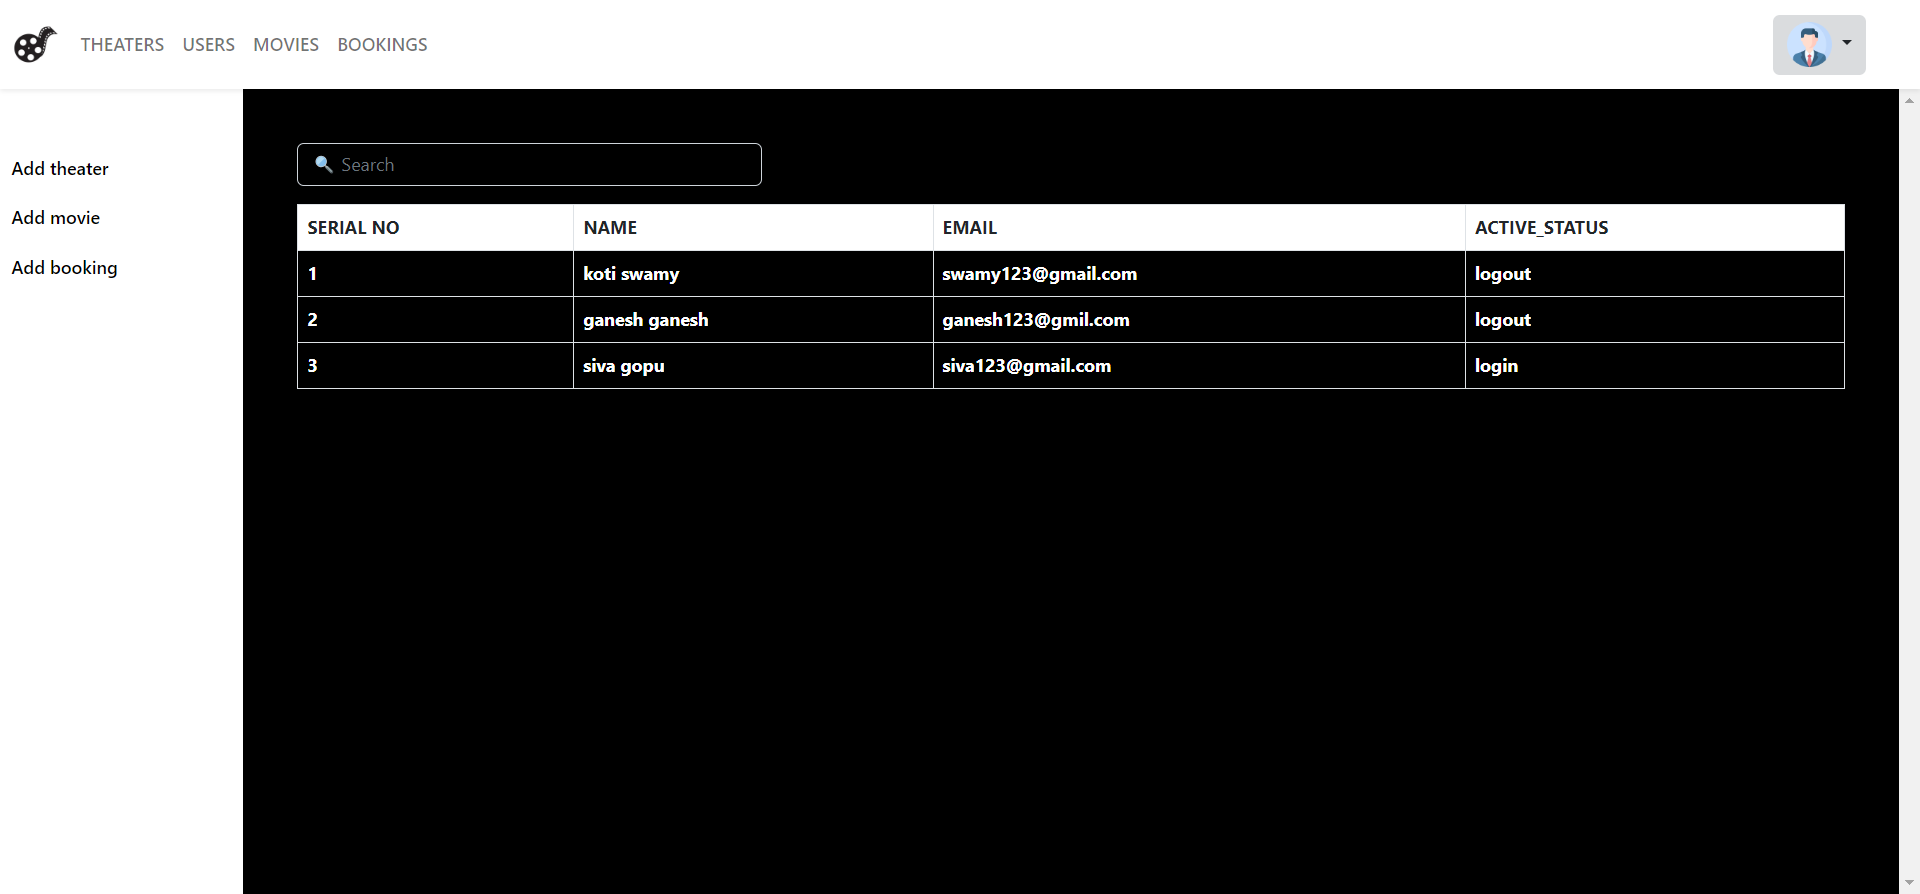 THEATERS USERS MOVIES BOOKINGS
Add theater
Add movie
Add booking
Search
SERIAL NO NAME EMAIL ACTIVE_STATUS
1 koti swamy swamy123@gmail.com logout
2 ganesh ganesh ganesh123@gmil.com logout
3 siva gopu siva123@gmail.com login